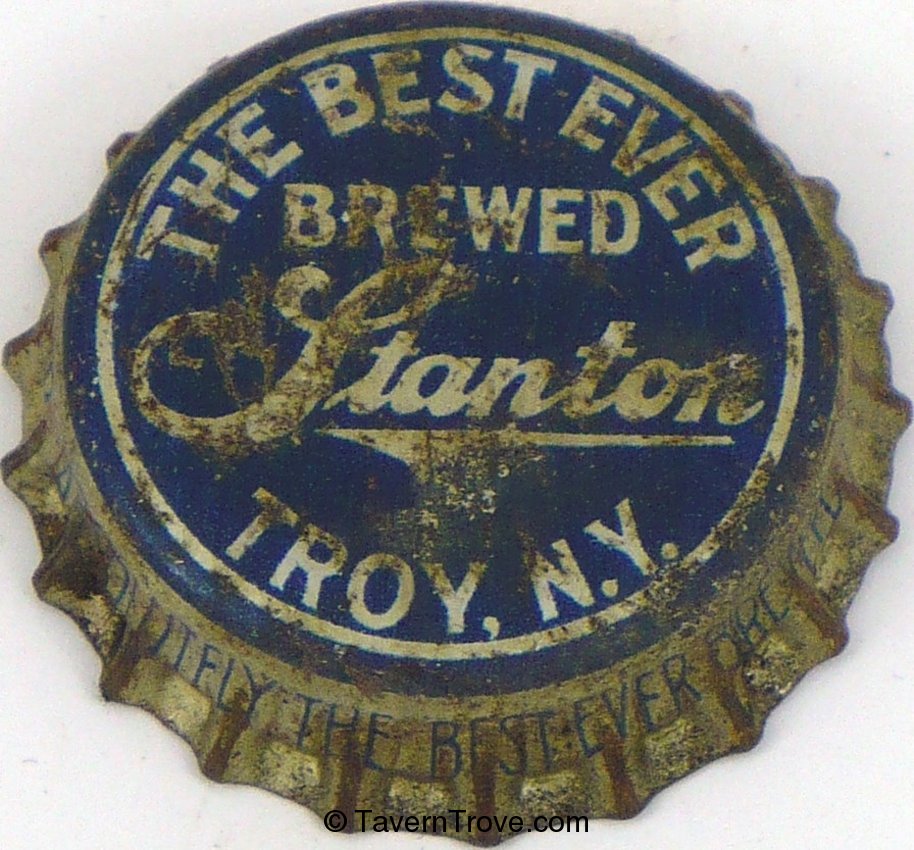 THE BEST EVER
BREWED
Stanton
TROY, N.Y.
THE BEST EVER
© TavernTrove.com